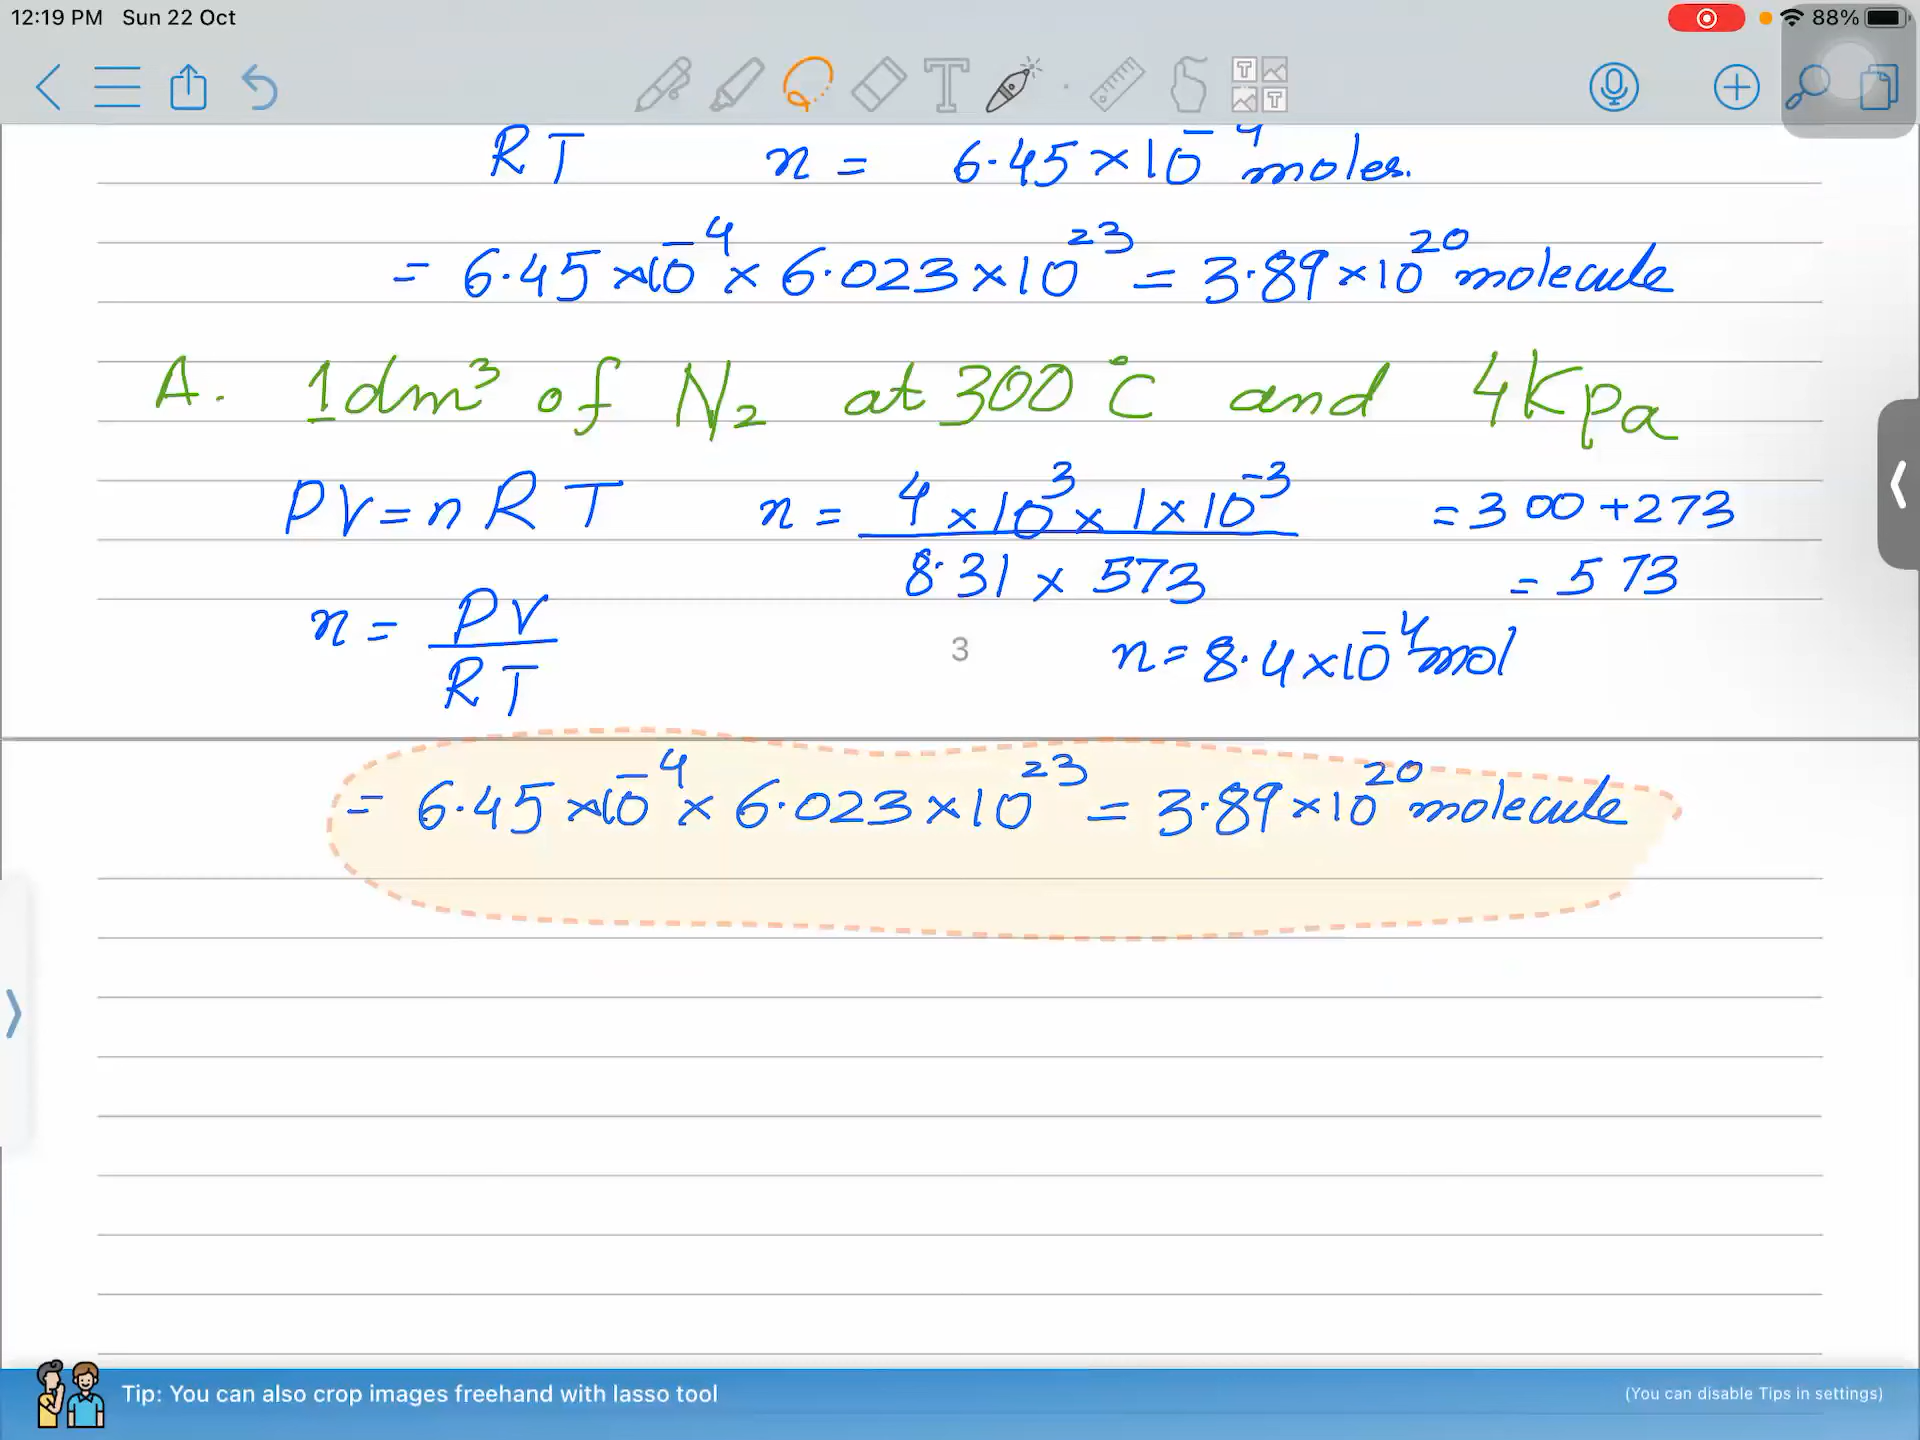 12:19 PM Sun 22 Oct 88%
RT n = 6.45 × 10⁻⁴ moles.
= 6.45 ×10⁻⁴ × 6.023 × 10²³ = 3.89 × 10²⁰ molecule
A. 1dm³ of N₂ at 300°C and 4Kpa
PV = nRT n = 4 × 10³ × 1 × 10⁻³ = 300 + 273
8.31 × 573 = 573
n = PV
RT
3
n = 8.4 × 10⁻⁴ mol
= 6.45 ×10⁻⁴ × 6.023 × 10²³ = 3.89 × 10²⁰ molecule
Tip: You can also crop images freehand with lasso tool (You can disable Tips in settings)